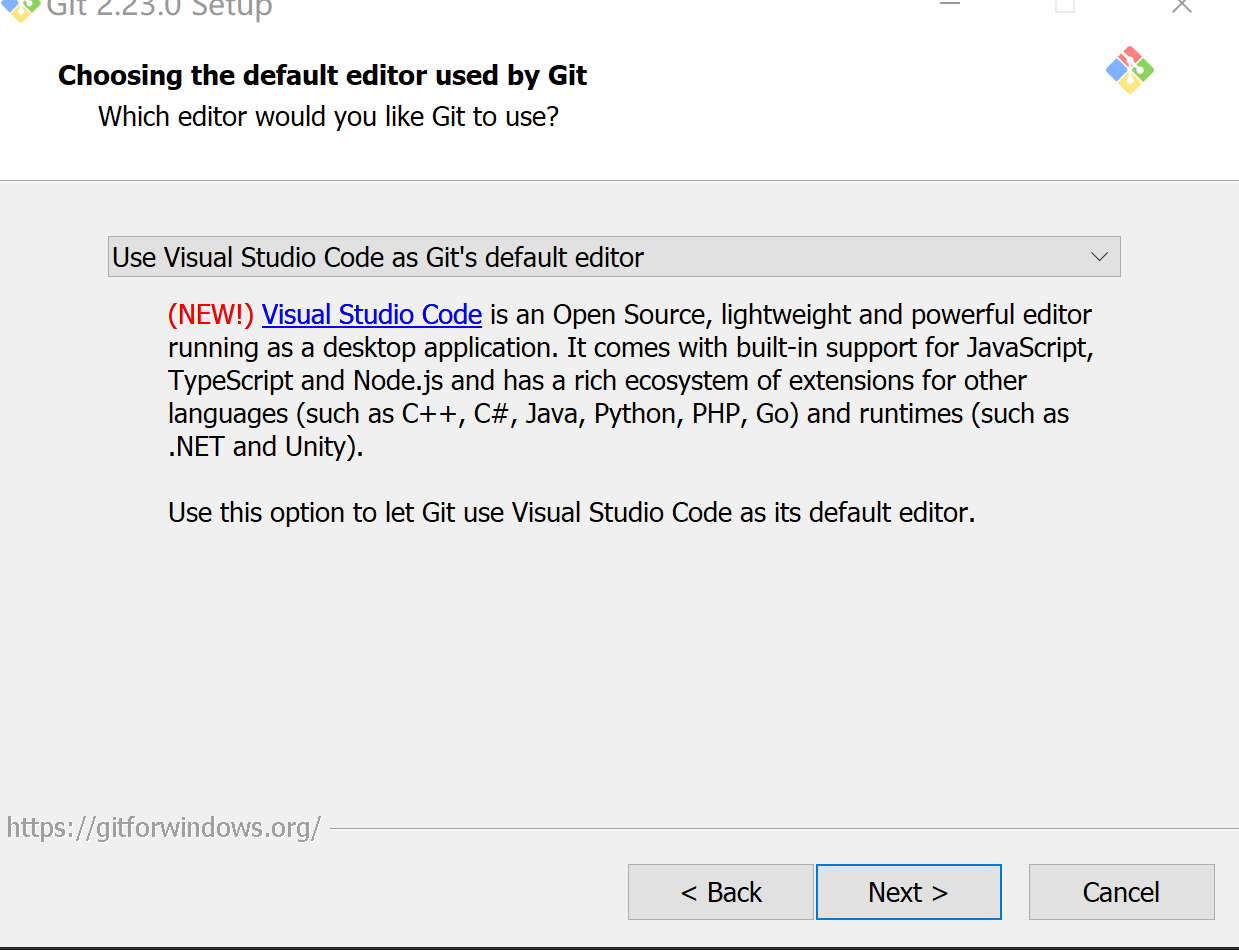 Git 2.23.0 Setup
Choosing the default editor used by Git
Which editor would you like Git to use?
Use Visual Studio Code as Git's default editor
(NEW!) Visual Studio Code is an Open Source, lightweight and powerful editor
running as a desktop application. It comes with built-in support for JavaScript,
TypeScript and Node.js and has a rich ecosystem of extensions for other
languages (such as C++, C#, Java, Python, PHP, Go) and runtimes (such as
.NET and Unity).
Use this option to let Git use Visual Studio Code as its default editor.
https://gitforwindows.org/
< Back
Next >
Cancel